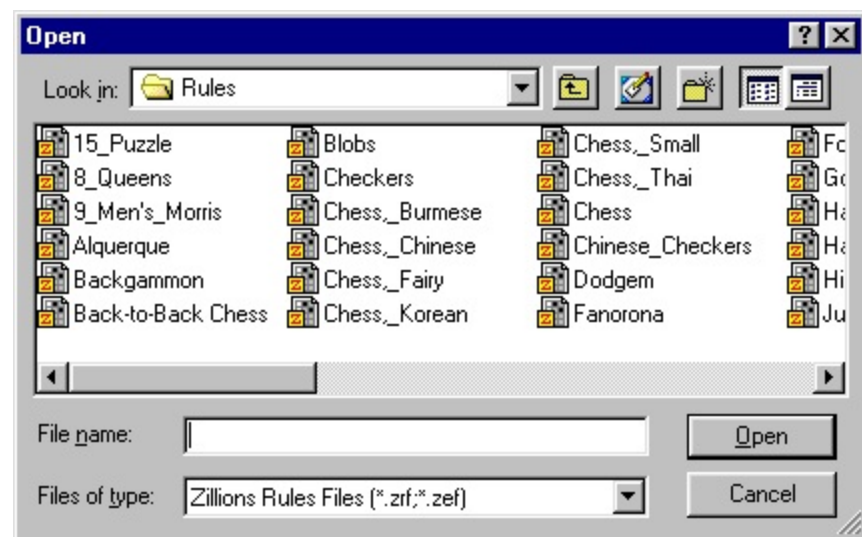 Open
Look in: Rules
15_Puzzle
8_Queens
9_Men's_Morris
Alquerque
Backgammon
Back-to-Back Chess
Blobs
Checkers
Chess,_Burmese
Chess,_Chinese
Chess,_Fairy
Chess,_Korean
Chess,_Small
Chess,_Thai
Chess
Chinese_Checkers
Dodgem
Fanorona
Hi
Ju
File name:
Open
Files of type: Zillions Rules Files (*.zrf;*.zef)
Cancel